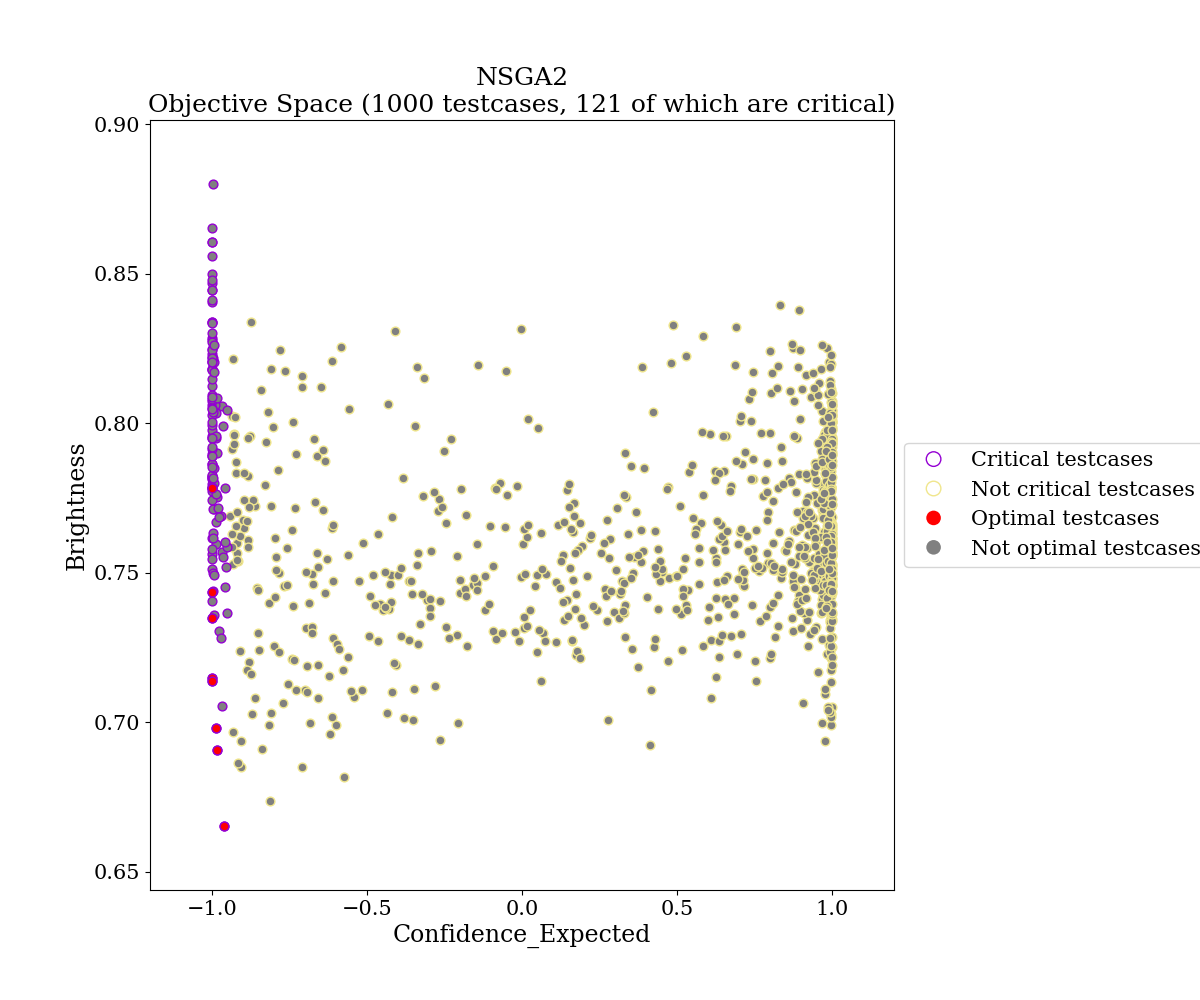 NSGA2
Objective Space (1000 testcases, 121 of which are critical)
0.90
0.85
0.80
0.75
0.70
0.65
Brightness
−1.0
−0.5
0.0
0.5
1.0
Confidence_Expected
Critical testcases
Not critical testcases
Optimal testcases
Not optimal testcases